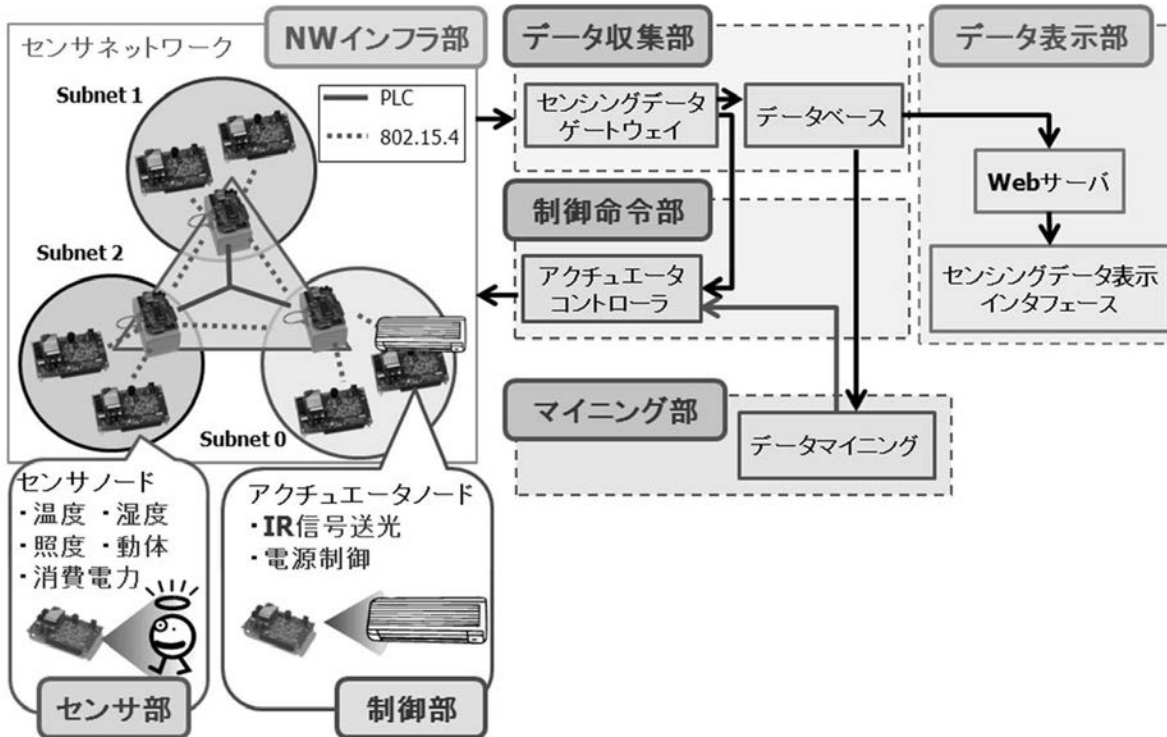 センサネットワーク
NWインフラ部
Subnet 1
PLC
802.15.4
Subnet 2
Subnet 0
データ収集部
センシングデータ
ゲートウェイ
データベース
データ表示部
Webサーバ
センシングデータ表示
インタフェース
制御命令部
アクチュエータ
コントローラ
マイニング部
データマイニング
センサノード
・温度 ・湿度
・照度 ・動体
・消費電力
センサ部
アクチュエータノード
・IR信号送光
・電源制御
制御部